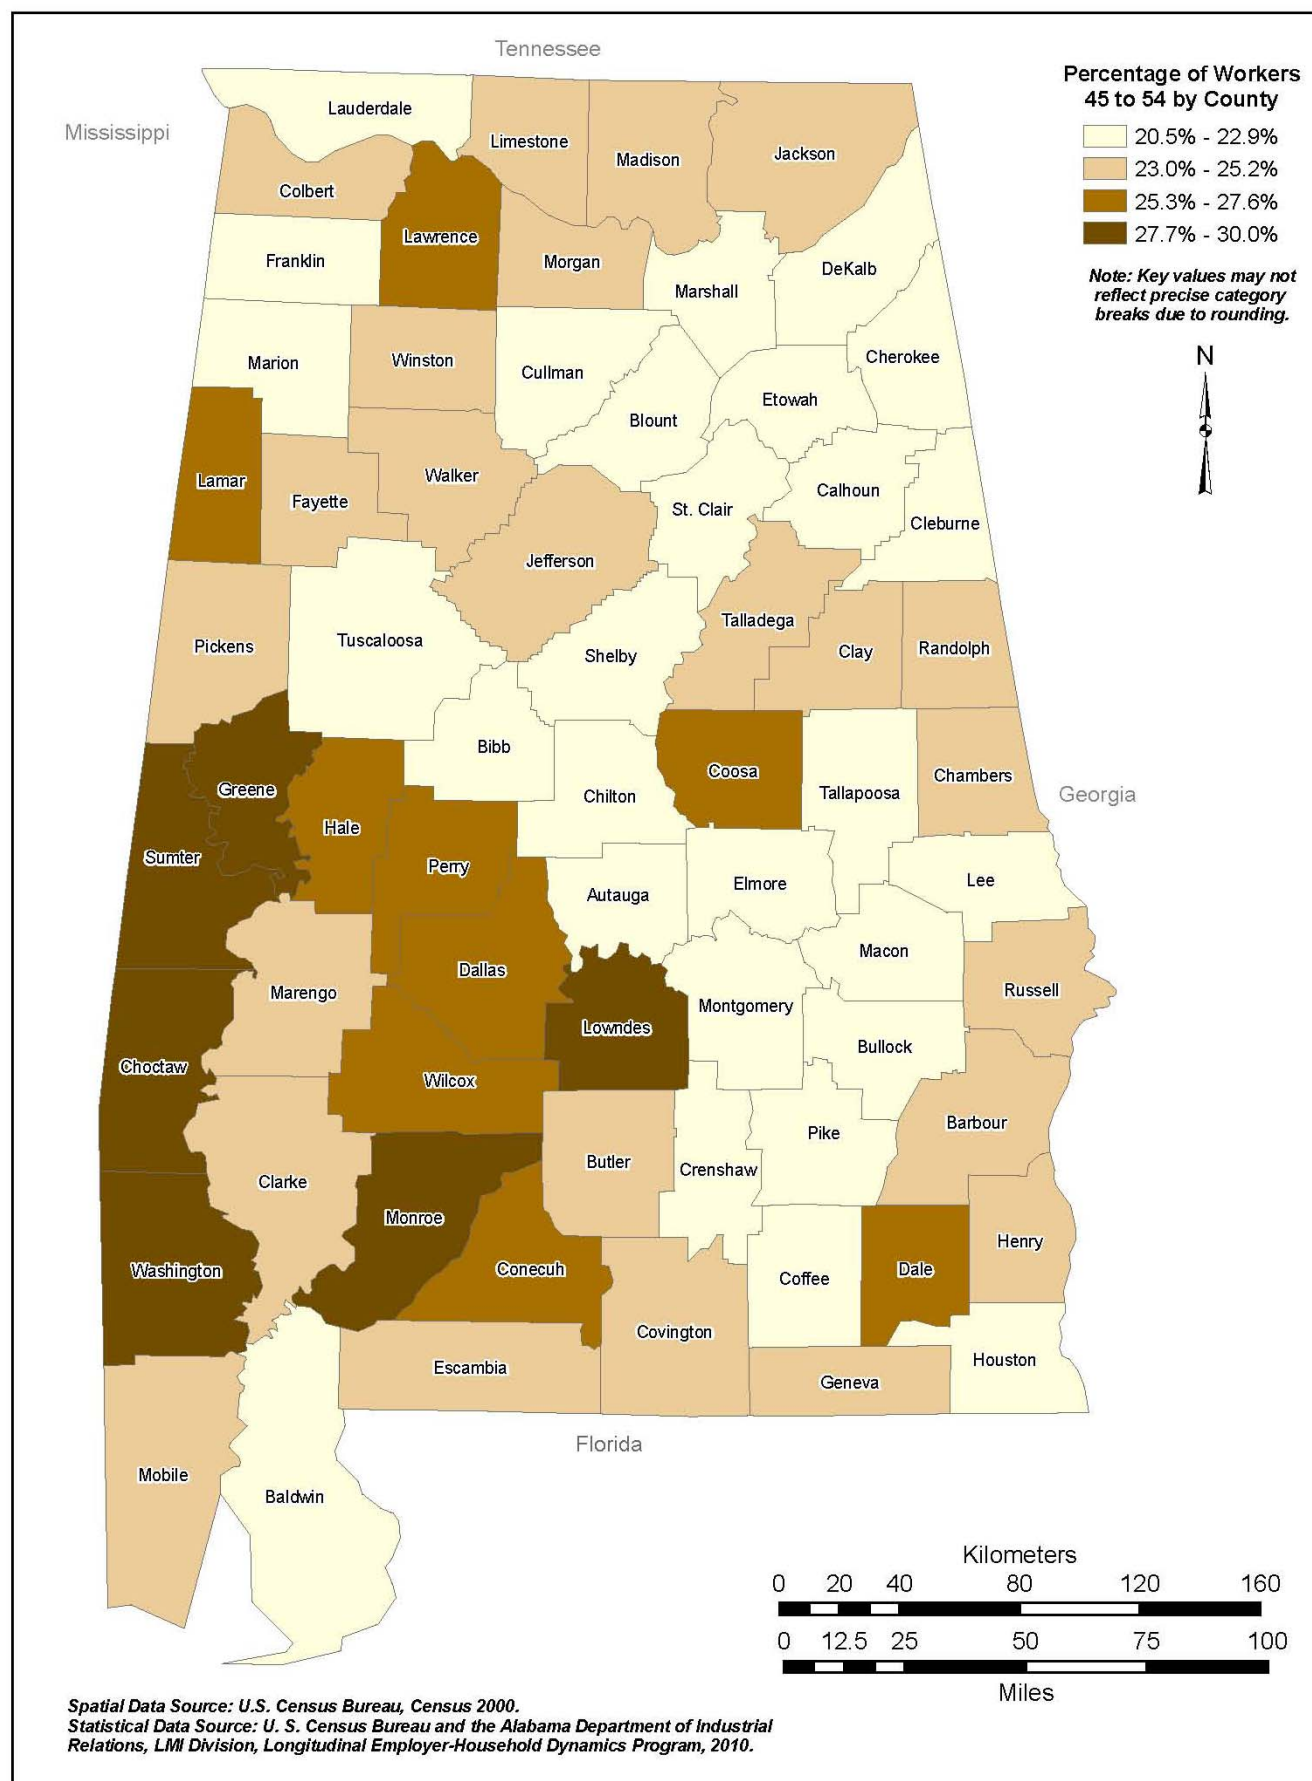 Tennessee
Percentage of Workers
45 to 54 by County
20.5% - 22.9%
23.0% - 25.2%
25.3% - 27.6%
27.7% - 30.0%
Note: Key values may not
reflect precise category
breaks due to rounding.
N
Mississippi
Lauderdale
Limestone
Madison
Jackson
Colbert
Lawrence
Franklin
Morgan
DeKalb
Marshall
Marion
Winston
Cullman
Cherokee
Etowah
Blount
Lamar
Fayette
Walker
St. Clair
Calhoun
Cleburne
Jefferson
Pickens
Tuscaloosa
Shelby
Talladega
Clay
Randolph
Greene
Bibb
Coosa
Chambers
Chilton
Tallapoosa
Georgia
Hale
Sumter
Perry
Autauga
Elmore
Lee
Macon
Dallas
Marengo
Montgomery
Russell
Lowndes
Bullock
Choctaw
Wilcox
Barbour
Pike
Butler
Crenshaw
Clarke
Monroe
Henry
Washington
Conecuh
Coffee
Dale
Covington
Escambia
Houston
Geneva
Florida
Mobile
Baldwin
Kilometers
0 20 40 80 120 160
0 12.5 25 50 75 100
Miles
Spatial Data Source: U.S. Census Bureau, Census 2000.
Statistical Data Source: U. S. Census Bureau and the Alabama Department of Industrial
Relations, LMI Division, Longitudinal Employer-Household Dynamics Program, 2010.